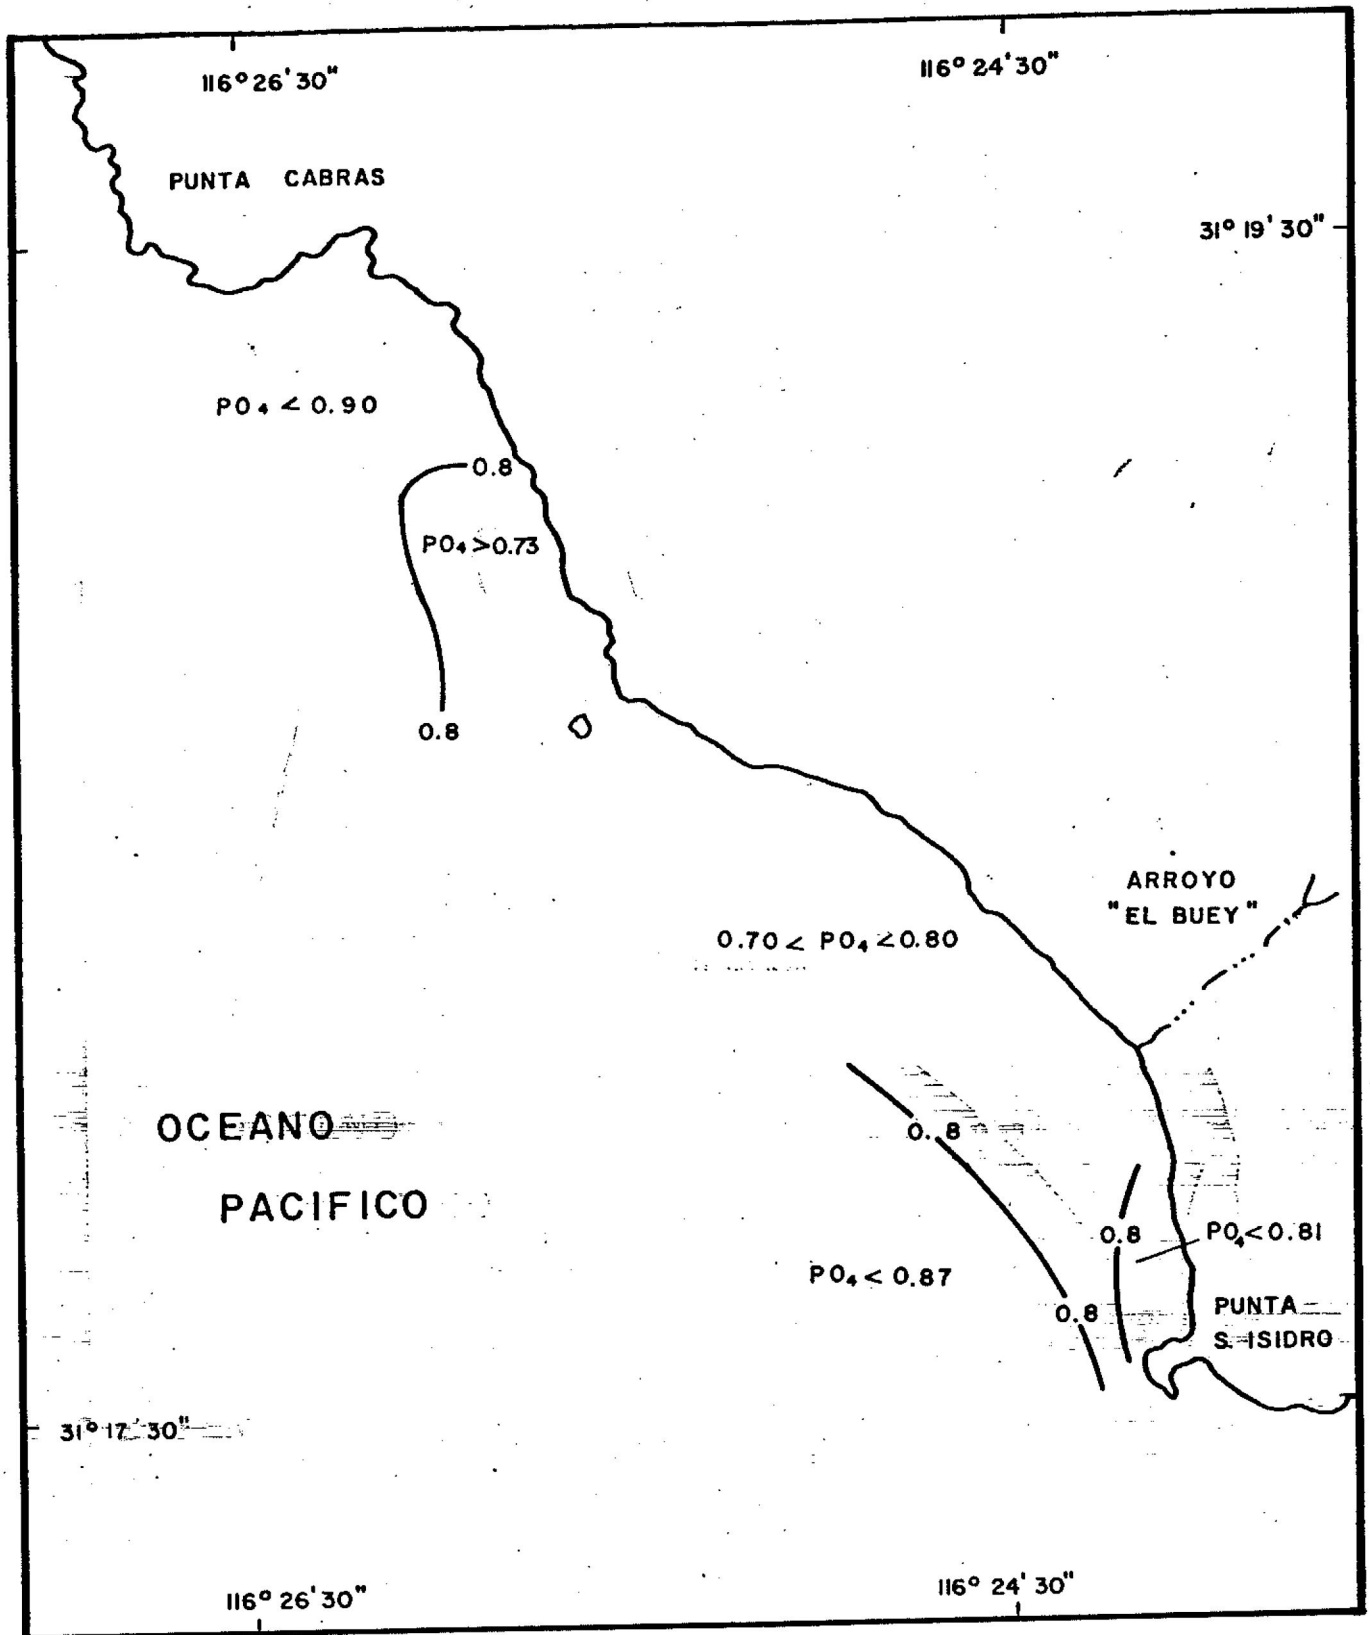 116° 26' 30"
116° 24' 30"
PUNTA CABRAS
31° 19' 30"
PO₄ < 0.90
0.8
PO₄ > 0.73
0.8
ARROYO
"EL BUEY"
0.70 < PO₄ < 0.80
OCEANO
PACIFICO
0.8
0.8
PO₄ < 0.81
PO₄ < 0.87
0.8
PUNTA
S. ISIDRO
31° 17' 30"
116° 26' 30"
116° 24' 30"